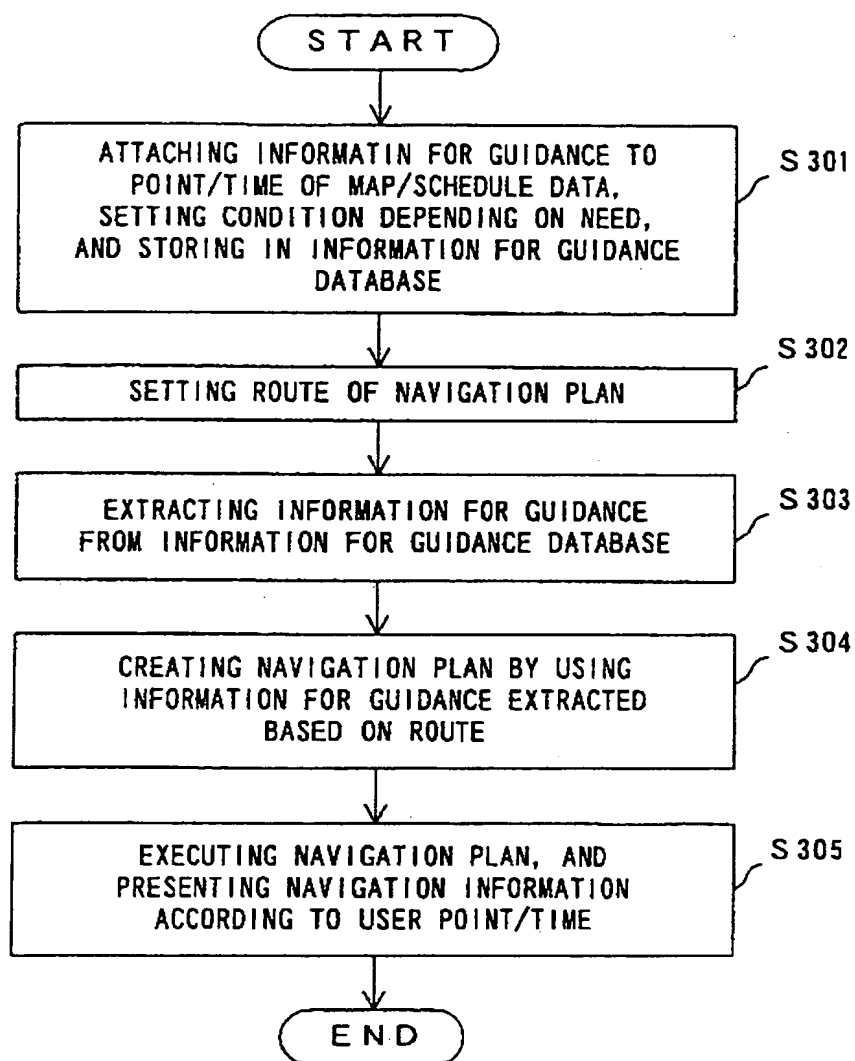 START
ATTACHING INFORMATIN FOR GUIDANCE TO
POINT/TIME OF MAP/SCHEDULE DATA,
SETTING CONDITION DEPENDING ON NEED,
AND STORING IN INFORMATION FOR GUIDANCE
DATABASE
S301
SETTING ROUTE OF NAVIGATION PLAN
S302
EXTRACTING INFORMATION FOR GUIDANCE
FROM INFORMATION FOR GUIDANCE DATABASE
S303
CREATING NAVIGATION PLAN BY USING
INFORMATION FOR GUIDANCE EXTRACTED
BASED ON ROUTE
S304
EXECUTING NAVIGATION PLAN, AND
PRESENTING NAVIGATION INFORMATION
ACCORDING TO USER POINT/TIME
S305
END